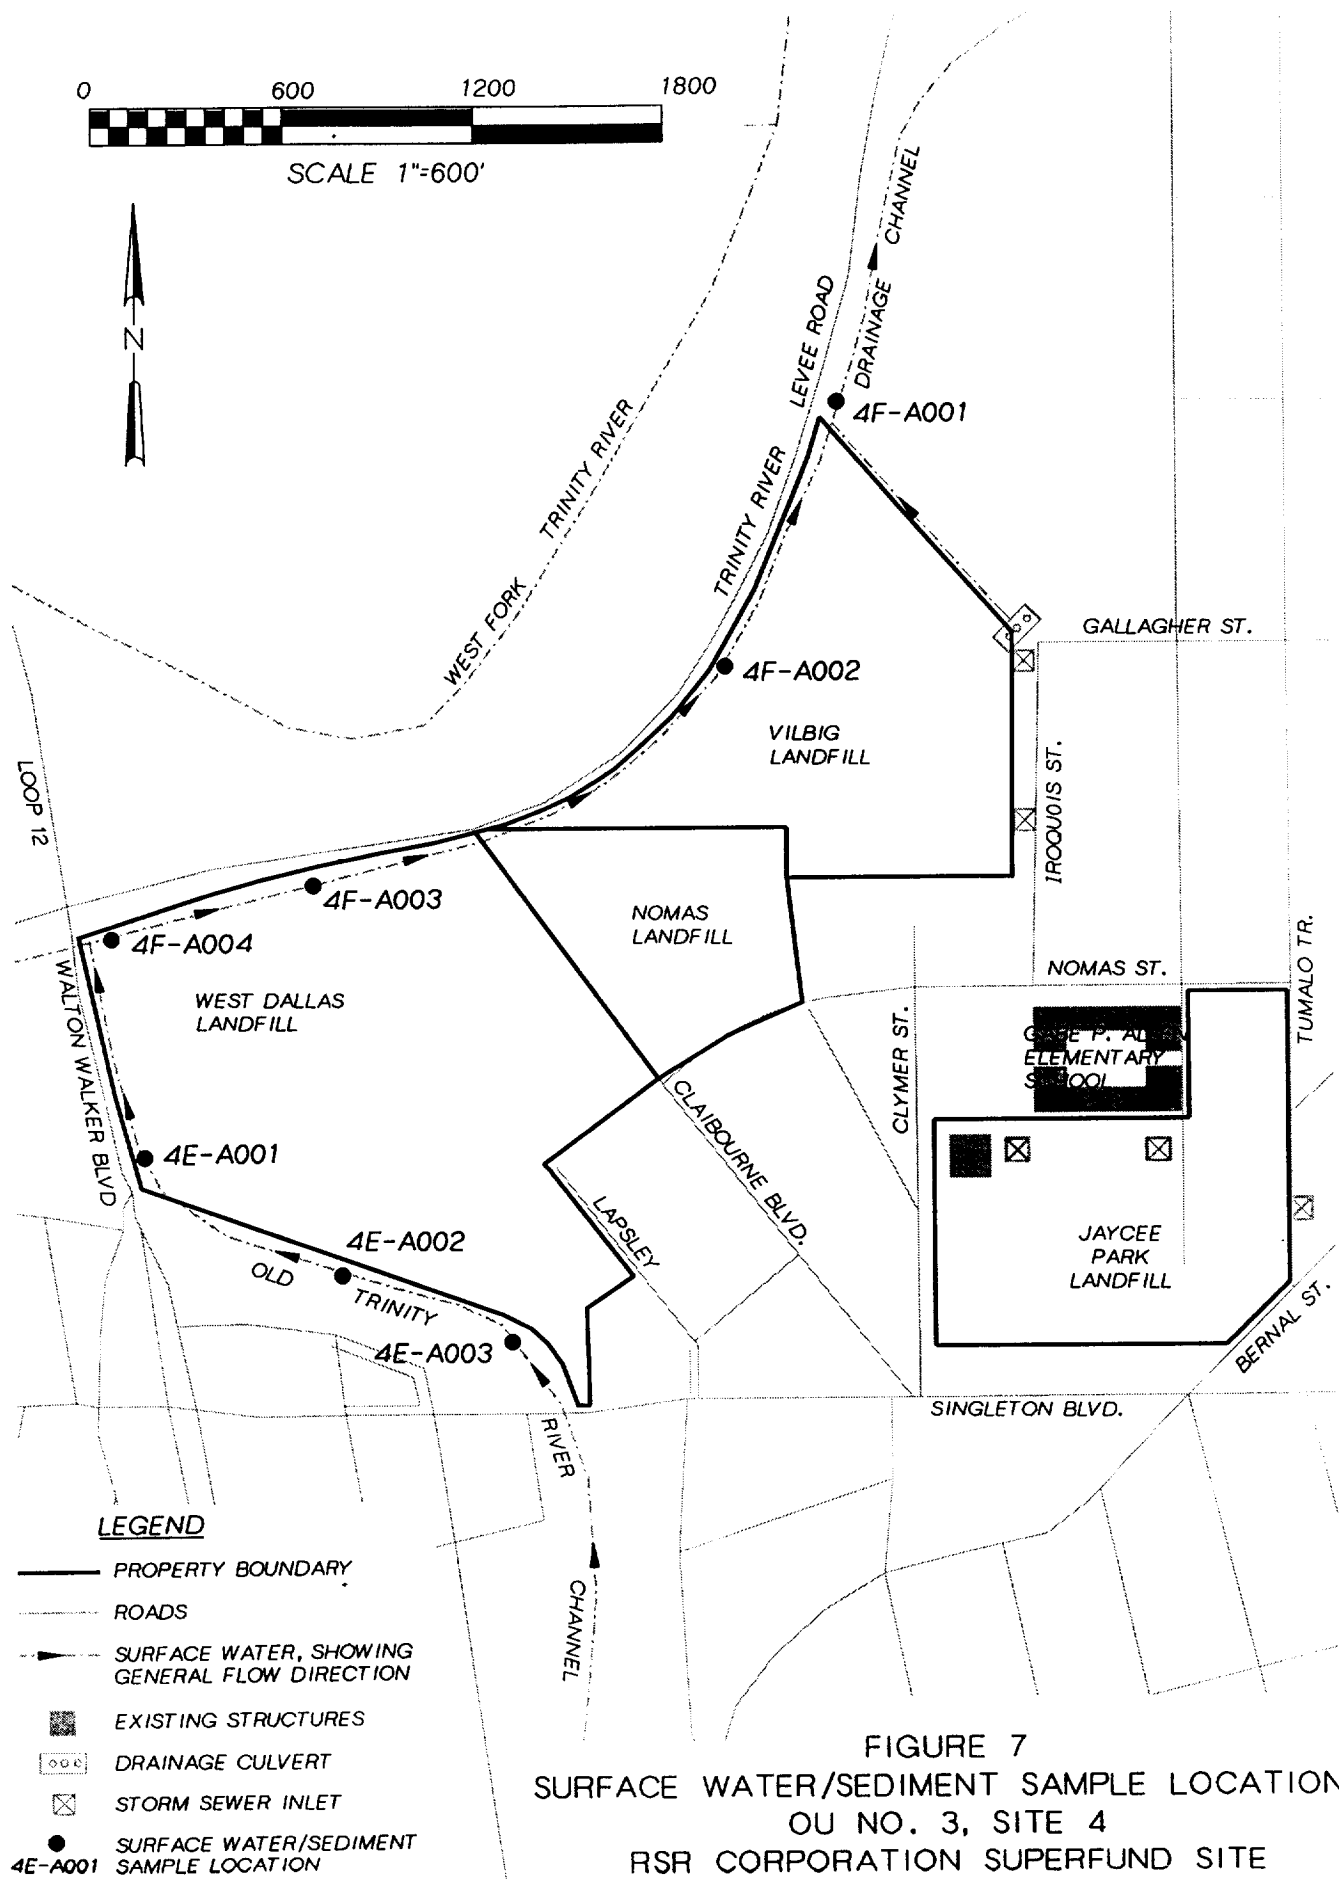 0 600 1200 1800
SCALE 1"=600'
N
DRAINAGE CHANNEL
LEVEE ROAD
4F-A001
WEST FORK TRINITY RIVER
TRINITY RIVER
GALLAGHER ST.
4F-A002
VILBIG
LANDFILL
IROQUOIS ST.
LOOP 12
4F-A003
NOMAS
LANDFILL
4F-A004
WEST DALLAS
LANDFILL
WALTON WALKER BLVD
NOMAS ST.
TUMALO TR.
CLYMER ST.
P.
ELEMENTARY
CLAIBOURNE BLVD.
4E-A001
LAPSLEY
4E-A002
OLD TRINITY
RIVER
CHANNEL
JAYCEE
PARK
LANDFILL
4E-A003
BERNAL ST.
SINGLETON BLVD.
LEGEND
PROPERTY BOUNDARY
ROADS
SURFACE WATER, SHOWING
GENERAL FLOW DIRECTION
EXISTING STRUCTURES
DRAINAGE CULVERT
STORM SEWER INLET
4E-A001
SURFACE WATER/SEDIMENT
SAMPLE LOCATION
FIGURE 7
SURFACE WATER/SEDIMENT SAMPLE LOCATION
OU NO. 3, SITE 4
RSR CORPORATION SUPERFUND SITE